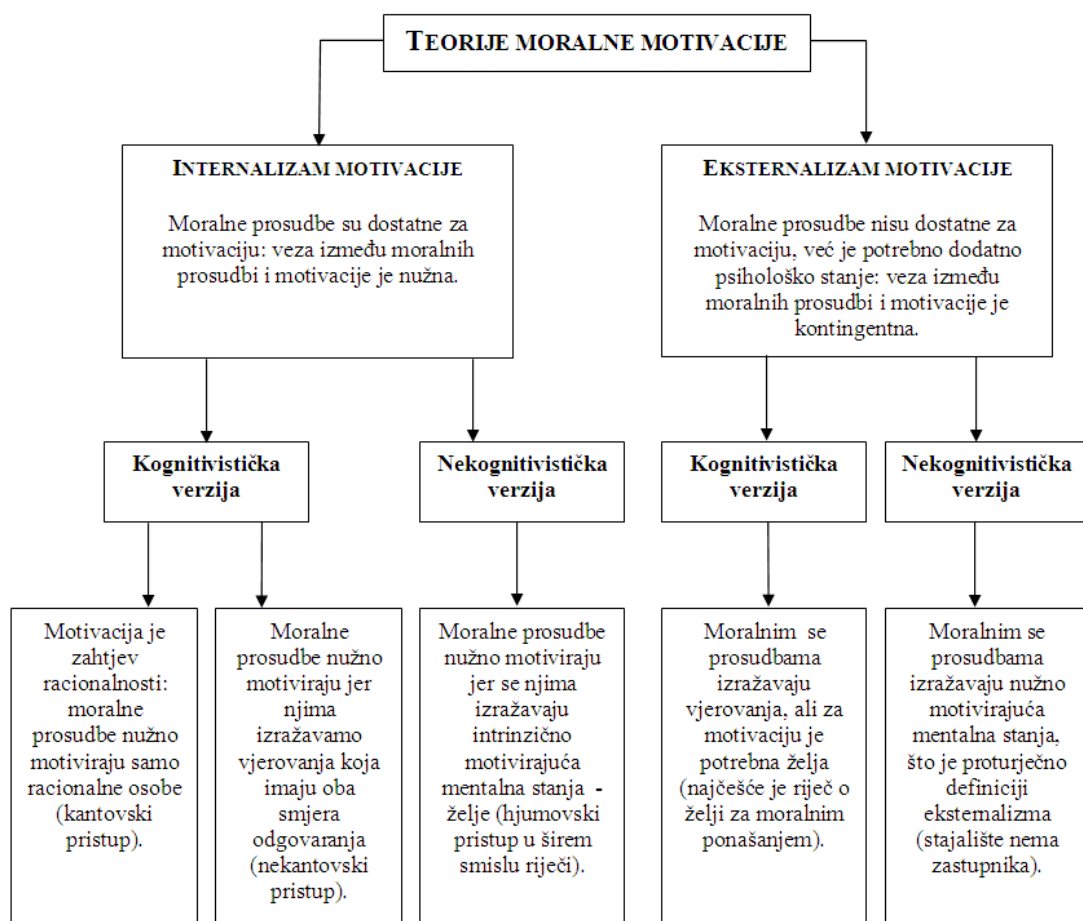 TEORIJE MORALNE MOTIVACIJE
INTERNALIZAM MOTIVACIJE
Moralne prosudbe su dostatne za
motivaciju: veza između moralnih
prosudbi i motivacije je nužna.
EKSTERNALIZAM MOTIVACIJE
Moralne prosudbe nisu dostatne za
motivaciju, već je potrebno dodatno
psihološko stanje: veza između
moralnih prosudbi i motivacije je
kontingentna.
Kognitivistička
verzija
Nekognitivistička
verzija
Kognitivistička
verzija
Nekognitivistička
verzija
Motivacija je
zahtjev
racionalnosti:
moralne
prosudbe nužno
motiviraju samo
racionalne osobe
(kantovski
pristup).
Moralne
prosudbe nužno
motiviraju jer
njima
izražavamo
vjerovanja koja
imaju oba
smjera
odgovaranja
(nekantovski
pristup).
Moralne prosudbe
nužno motiviraju
jer se njima
izražavaju
intrinzično
motivirajuća
mentalna stanja -
želje (hjumovski
pristup u širem
smislu riječi).
Moralnim se
prosudbama
izražavaju
vjerovanja, ali za
motivaciju je
potrebna želja
(najčešće je riječ o
želji za moralnim
ponašanjem).
Moralnim se
prosudbama
izražavaju nužno
motivirajuća
mentalna stanja,
što je proturječno
definiciji
eksternalizma
(stajalište nema
zastupnika).